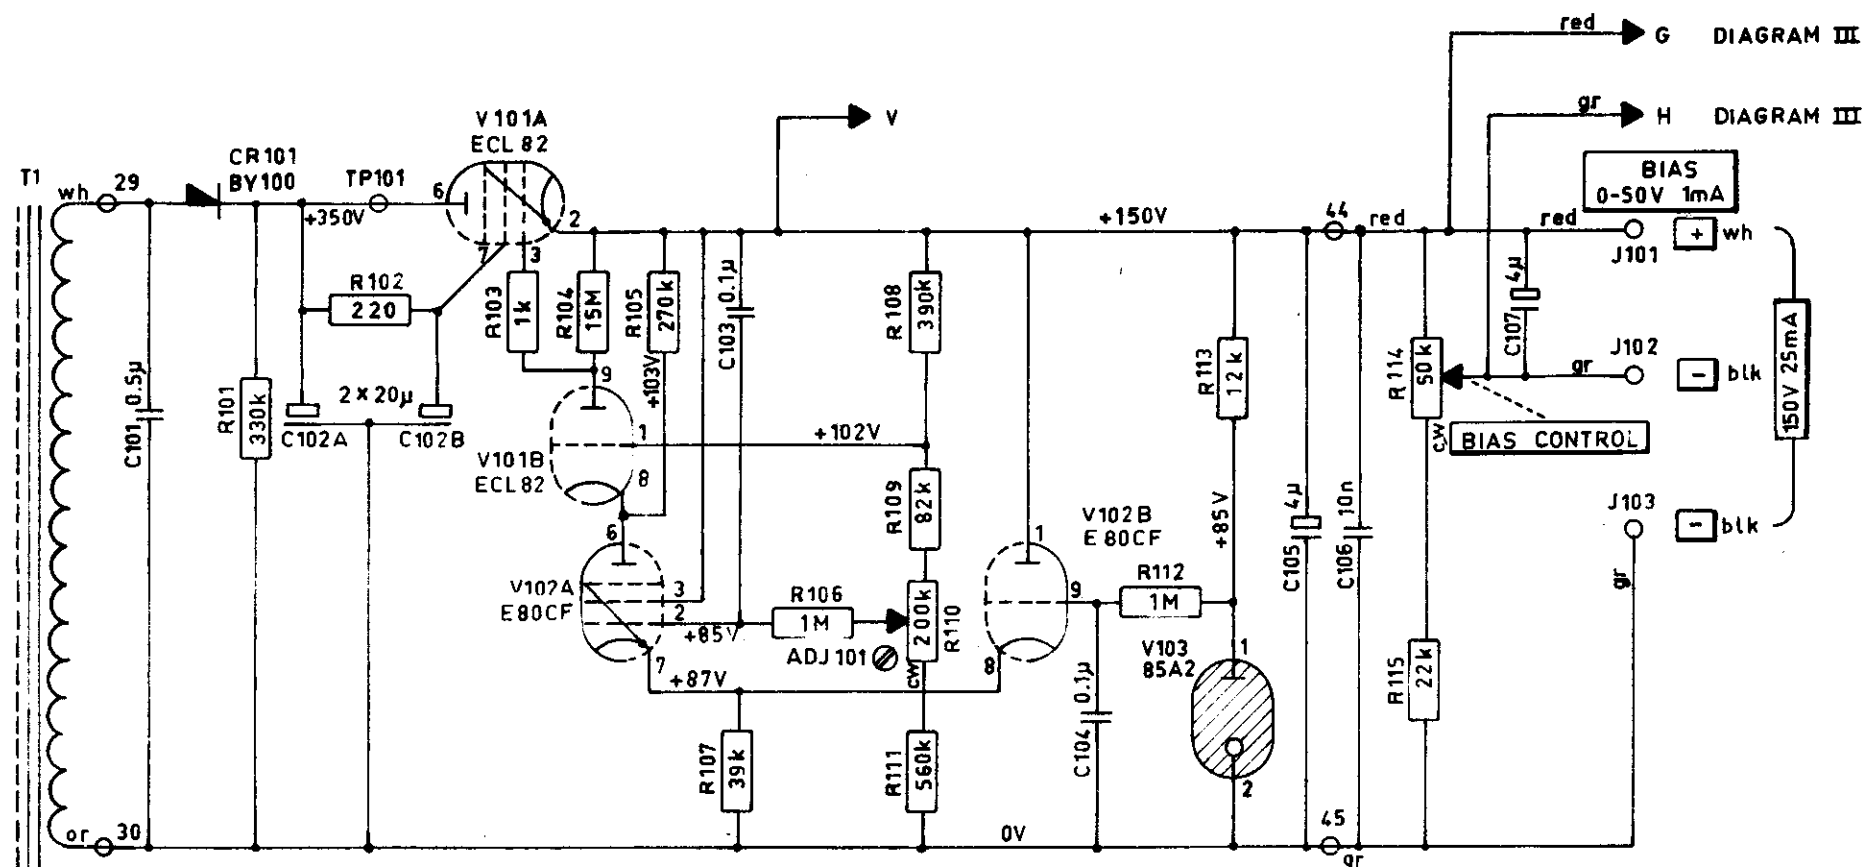 red
G DIAGRAM III
gr
H DIAGRAM III
V
V101A
ECL 82
CR101
BY100
TP101
T1
wh
29
+350V
6
2
7
3
+150V
44
red
red
BIAS
0-50V 1mA
J101
+ wh
R102
220
R103
1k
R104
15M
R105
270k
+103V
C103
0.1µ
R108
390k
R113
12k
R114
50k
C107
4µ
gr
J102
- blk
150V 25mA
BIAS CONTROL
cw
C101
0.5µ
R101
330k
2×20µ
C102A
C102B
9
V101B
ECL82
1
8
+102V
R109
82k
+85V
C105
4µ
C106
10n
J103
- blk
gr
6
V102A
E80CF
3
2
7
+85V
+87V
R106
1M
ADJ 101
200k
R110
cw
V102B
E80CF
1
9
8
R112
1M
V103
85A2
1
2
R107
39k
R111
560k
C104
0.1µ
R115
22k
or
30
0V
45
gr